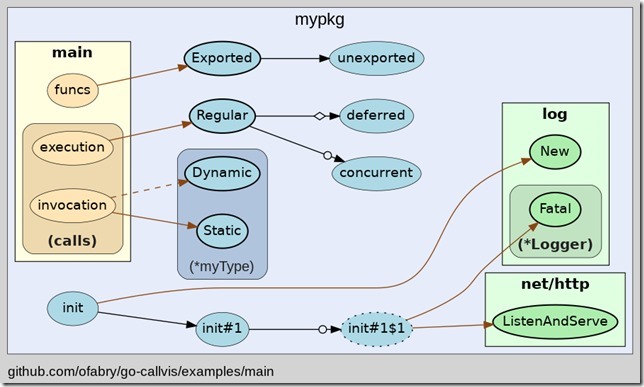 mypkg
main
funcs
execution
invocation
(calls)
Exported
unexported
Regular
deferred
concurrent
Dynamic
Static
(*myType)
log
New
Fatal
(*Logger)
net/http
ListenAndServe
init
init#1
init#1$1
github.com/ofabry/go-callvis/examples/main